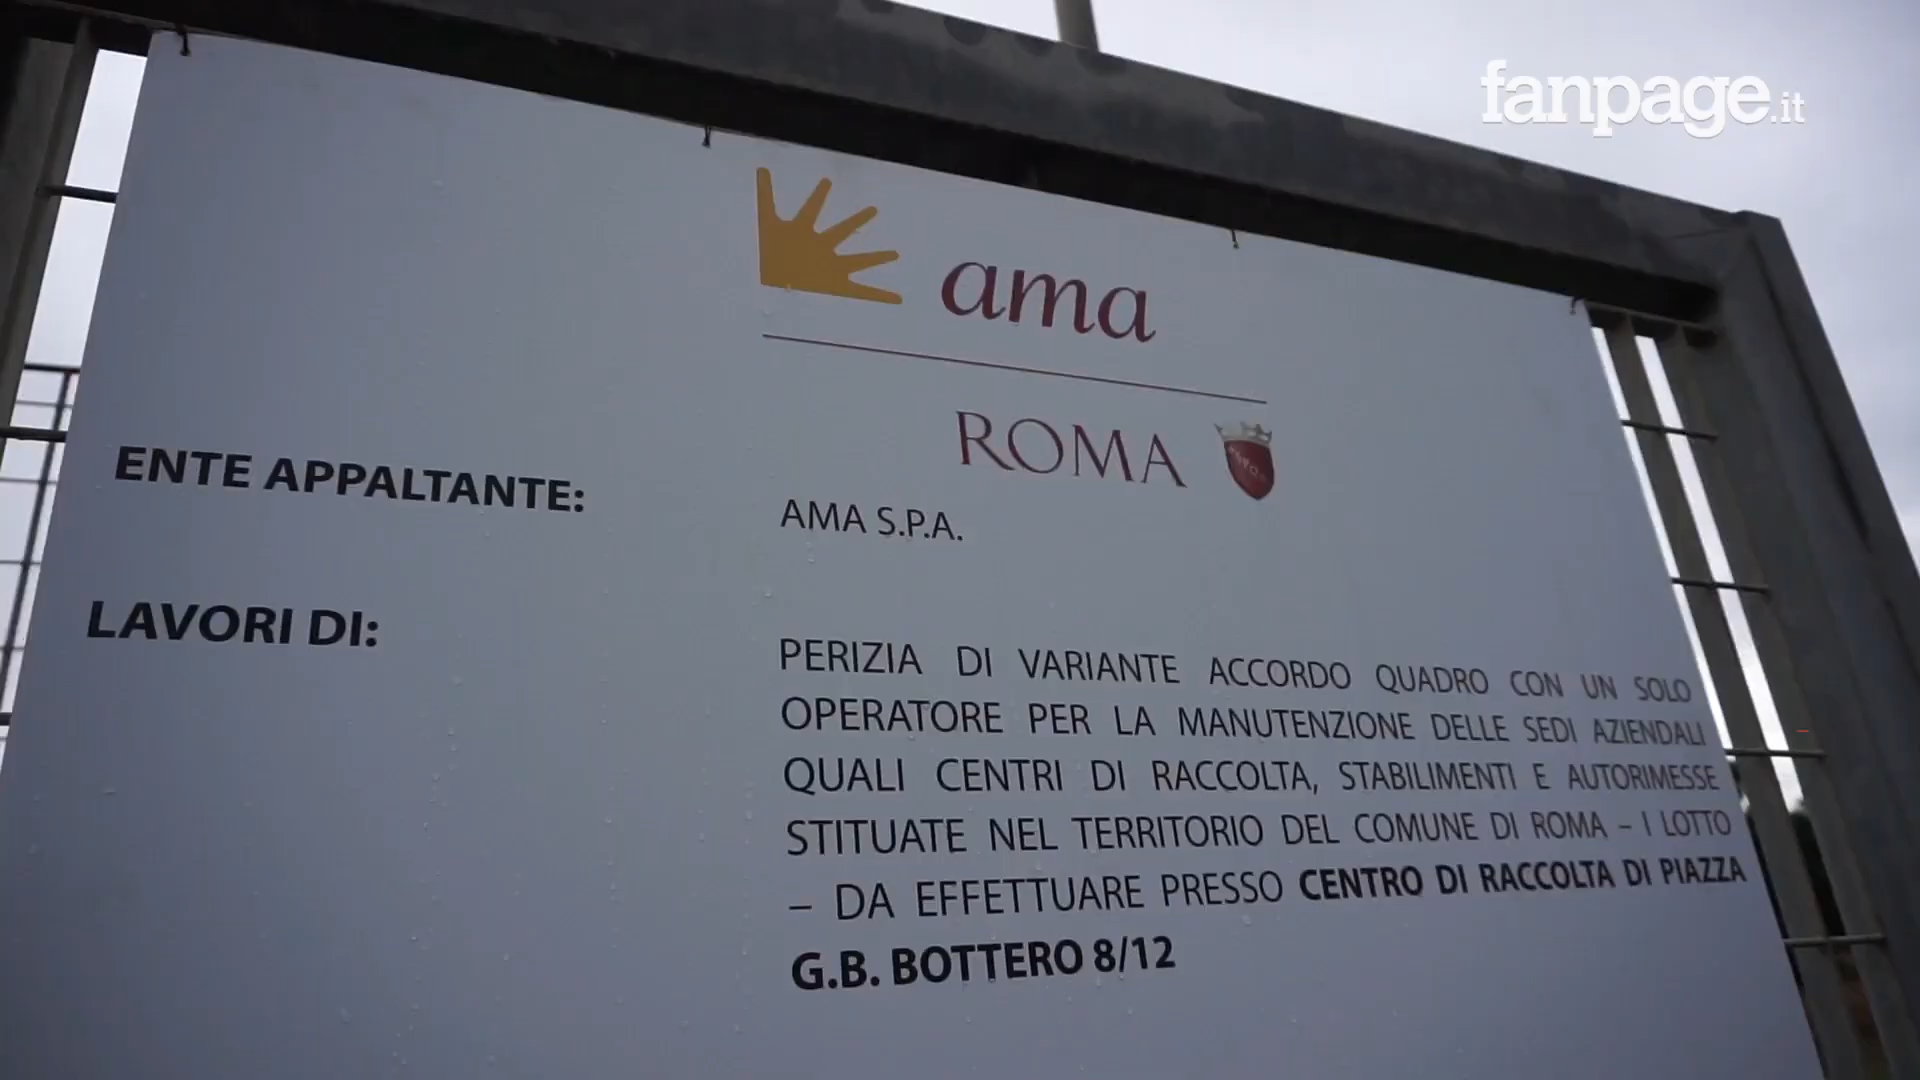 fanpage.it
ama
ROMA
ENTE APPALTANTE:
AMA S.P.A.
LAVORI DI:
PERIZIA DI VARIANTE ACCORDO QUADRO CON UN SOLO
OPERATORE PER LA MANUTENZIONE DELLE SEDI AZIENDALI
QUALI CENTRI DI RACCOLTA, STABILIMENTI E AUTORIMESSE
STITUATE NEL TERRITORIO DEL COMUNE DI ROMA – I LOTTO
– DA EFFETTUARE PRESSO CENTRO DI RACCOLTA DI PIAZZA
G.B. BOTTERO 8/12